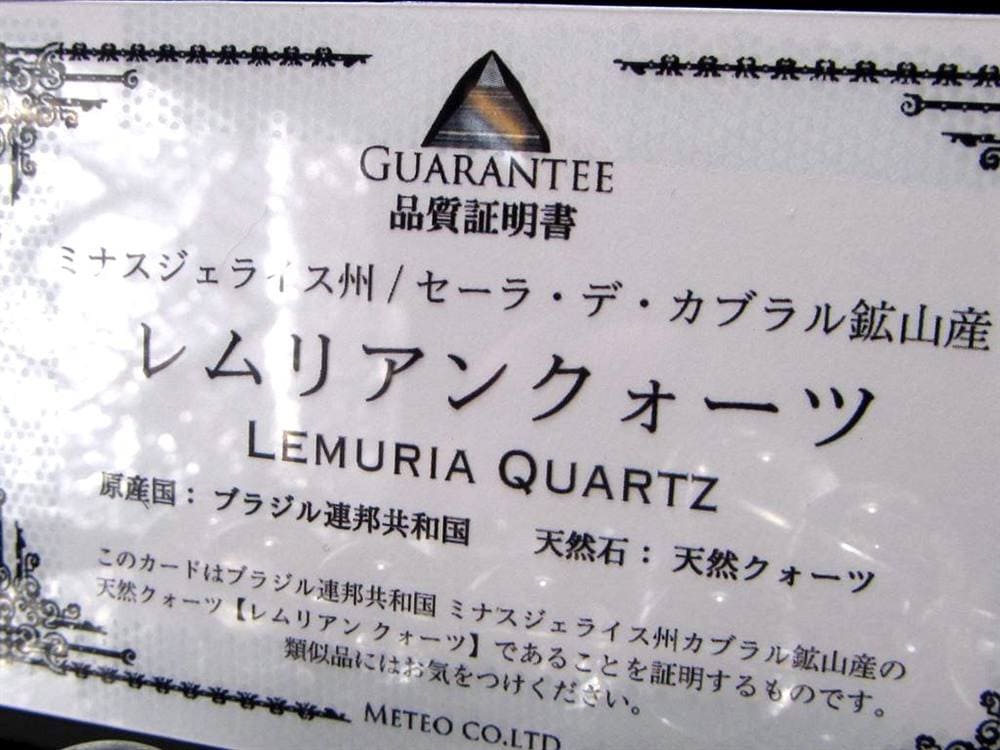 GUARANTEE
品質証明書
ミナスジェライス州 / セーラ・デ・カブラル鉱山産
レムリアンクォーツ
LEMURIA QUARTZ
原産国：ブラジル連邦共和国　天然石：天然クォーツ
このカードはブラジル連邦共和国 ミナスジェライス州カブラル鉱山産の
天然クォーツ【レムリアン クォーツ】であることを証明するものです。
類似品にはお気をつけください。
METEO CO.LTD